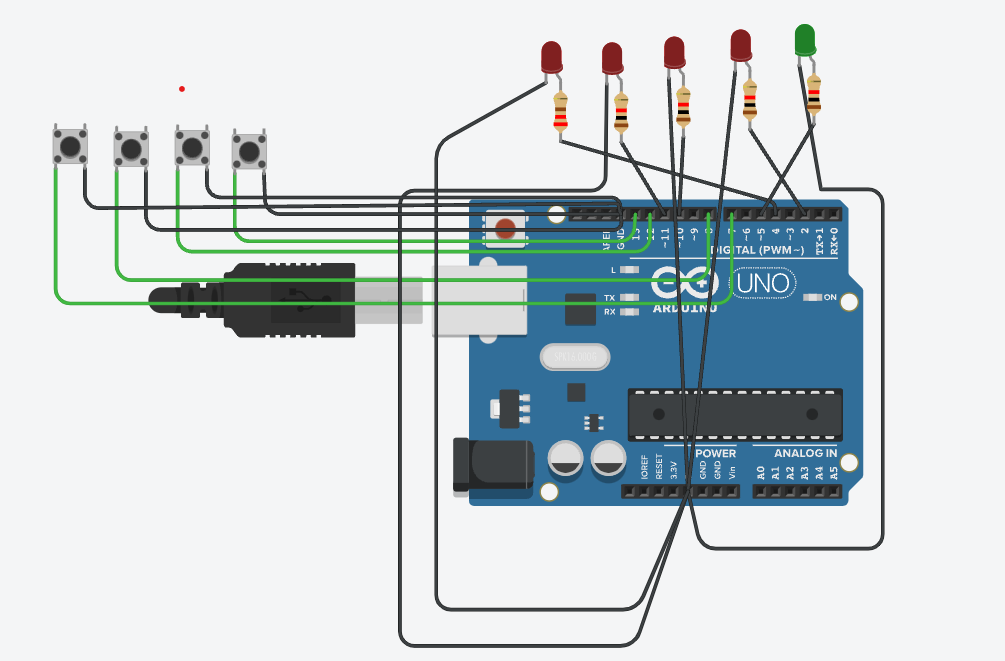 AREF
GND
13
12
~11
~10
~9
8
7
~6
~5
4
~3
2
TX→1
RX←0
DIGITAL (PWM~)
L
TX
RX
ARDUINO
UNO
ON
POWER
ANALOG IN
IOREF
RESET
3.3V
GND
GND
Vin
A0
A1
A2
A3
A4
A5